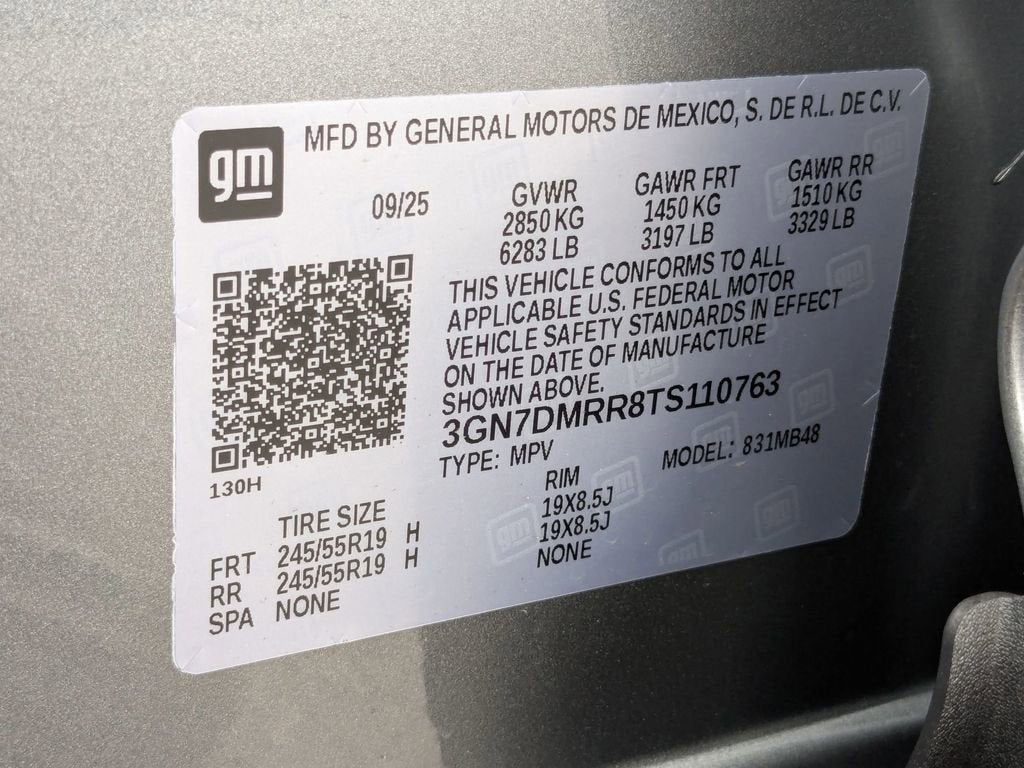 gm
MFD BY GENERAL MOTORS DE MEXICO, S. DE R.L. DE C.V.
09/25 GVWR GAWR FRT GAWR RR
2850 KG 1450 KG 1510 KG
6283 LB 3197 LB 3329 LB
THIS VEHICLE CONFORMS TO ALL
APPLICABLE U.S. FEDERAL MOTOR
VEHICLE SAFETY STANDARDS IN EFFECT
ON THE DATE OF MANUFACTURE
SHOWN ABOVE.
3GN7DMRR8TS110763
TYPE: MPV MODEL: 831MB48
130H
TIRE SIZE RIM
FRT 245/55R19 H 19X8.5J
RR 245/55R19 H 19X8.5J
SPA NONE NONE